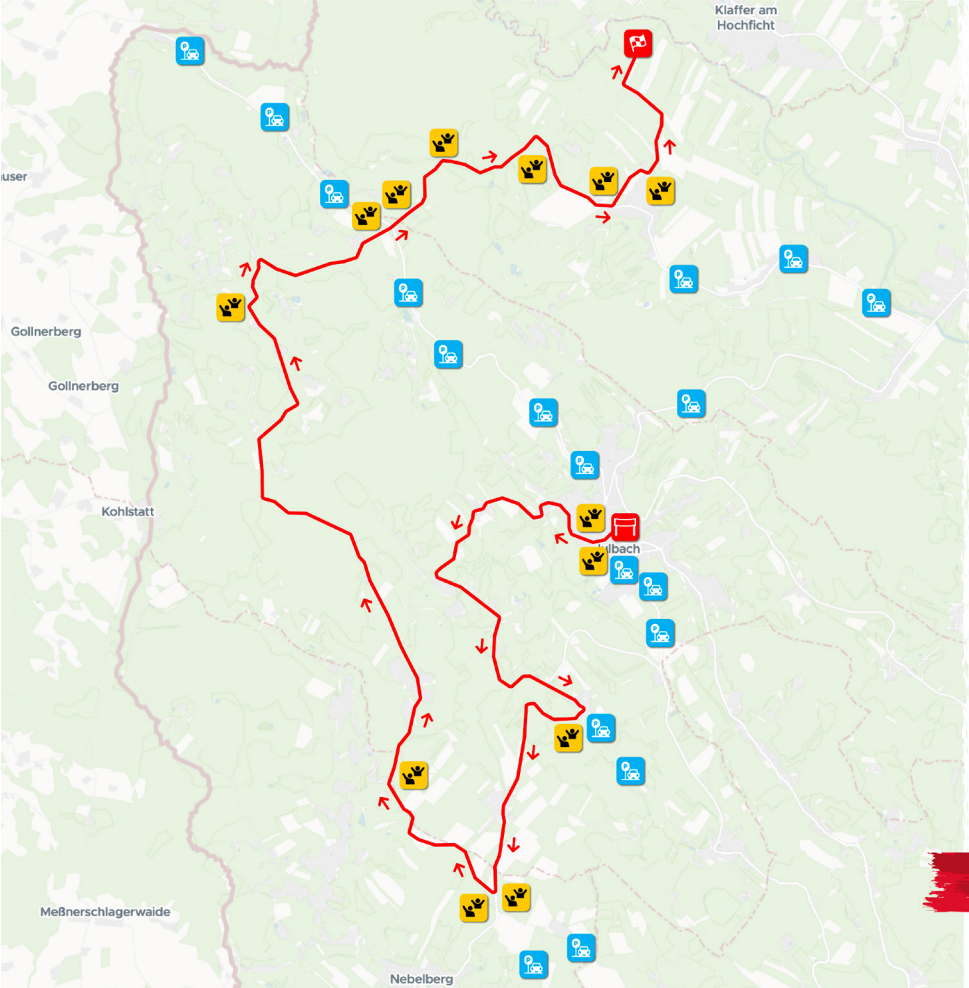 Klaffer am
Hochficht
Gollnerberg
Gollnerberg
Kohlstatt
Meßnerschlagerwaide
Nebelberg